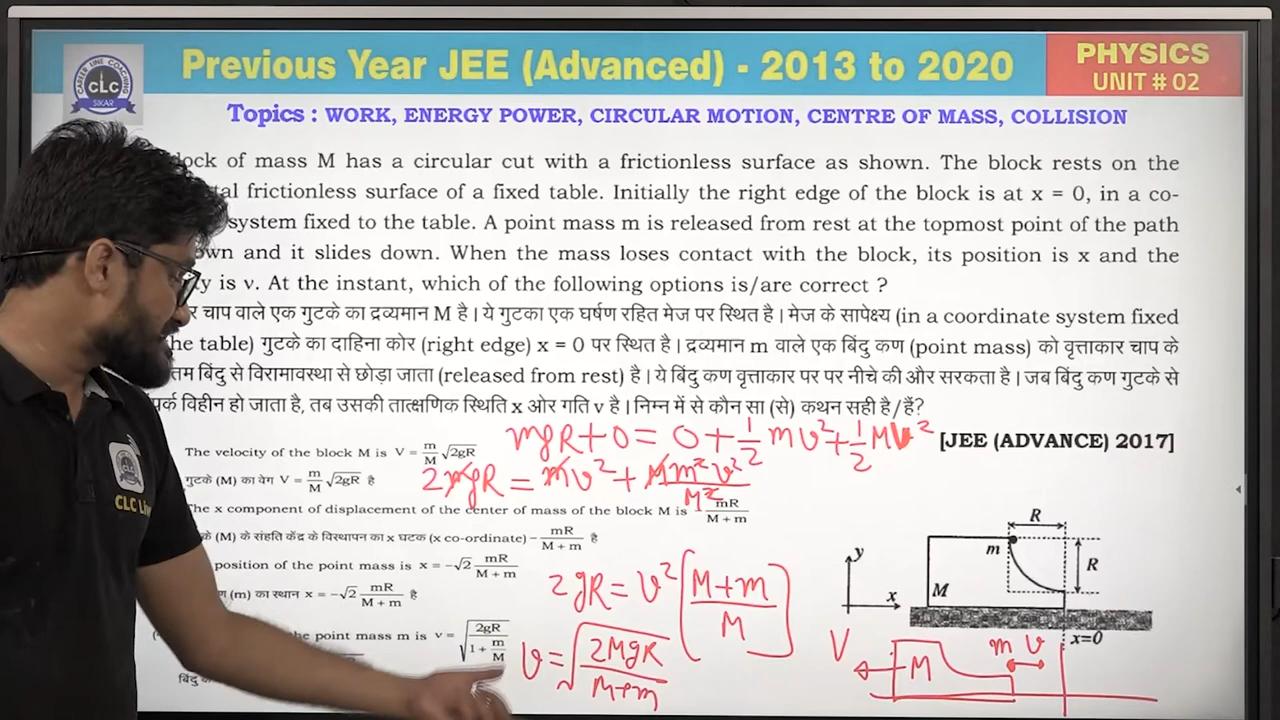 Previous Year JEE (Advanced) - 2013 to 2020
PHYSICS
UNIT # 02
CAREER LINE COACHING
CLC
SIKAR
Topics : WORK, ENERGY POWER, CIRCULAR MOTION, CENTRE OF MASS, COLLISION
of mass M has a circular cut with a frictionless surface as shown. The block rests on the
frictionless surface of a fixed table. Initially the right edge of the block is at x = 0, in a co-
system fixed to the table. A point mass m is released from rest at the topmost point of the path
and it slides down. When the mass loses contact with the block, its position is x and the
is v. At the instant, which of the following options is/are correct ?
चाप वाले एक गुटके का द्रव्यमान M है। ये गुटका एक घर्षण रहित मेज पर स्थित है। मेज के सापेक्ष्य (in a coordinate system fixed
table) गुटके का दाहिना कोर (right edge) x = 0 पर स्थित है। द्रव्यमान m वाले एक बिंदु कण (point mass) को वृत्ताकार चाप के
बिंदु से विरामावस्था से छोड़ा जाता (released from rest) है। ये बिंदु कण वृत्ताकार पर पर नीचे की और सरकता है। जब बिंदु कण गुटके से
विहीन हो जाता है, तब उसकी तात्क्षणिक स्थिति x ओर गति v है। निम्न में से कौन सा (से) कथन सही है/हैं?
mgR+0 = 0+1/2 mv²+1/2 MV²
[JEE (ADVANCE) 2017]
The velocity of the block M is V = m/M √2gR
2mgR = mv² + Mm²v²/M²
गुटके (M) का वेग V = m/M √2gR है
The x component of displacement of the center of mass of the block M is - mR/M + m
(M) के संहति केंद्र के विस्थापन का x घटक (x co-ordinate) - mR/M + m है
position of the point mass is x = -√2 mR/M + m
2gR = v² [M+m/M]
(m) का स्थान x = -√2 mR/M + m है
the point mass m is v = √(2gR/1 + m/M)
v = √(2MgR/M+m)
R
m
R
y
x
M
x=0
V
M
m
v
CLC